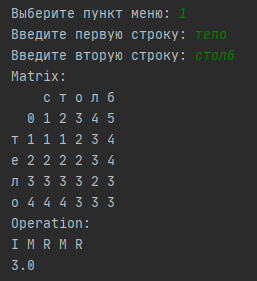 Выберите пункт меню: 1
Введите первую строку: тело
Введите вторую строку: столб
Matrix:
с т о л б
0 1 2 3 4 5
т 1 1 1 2 3 4
е 2 2 2 2 3 4
л 3 3 3 3 2 3
о 4 4 4 3 3 3
Operation:
I M R M R
3.0